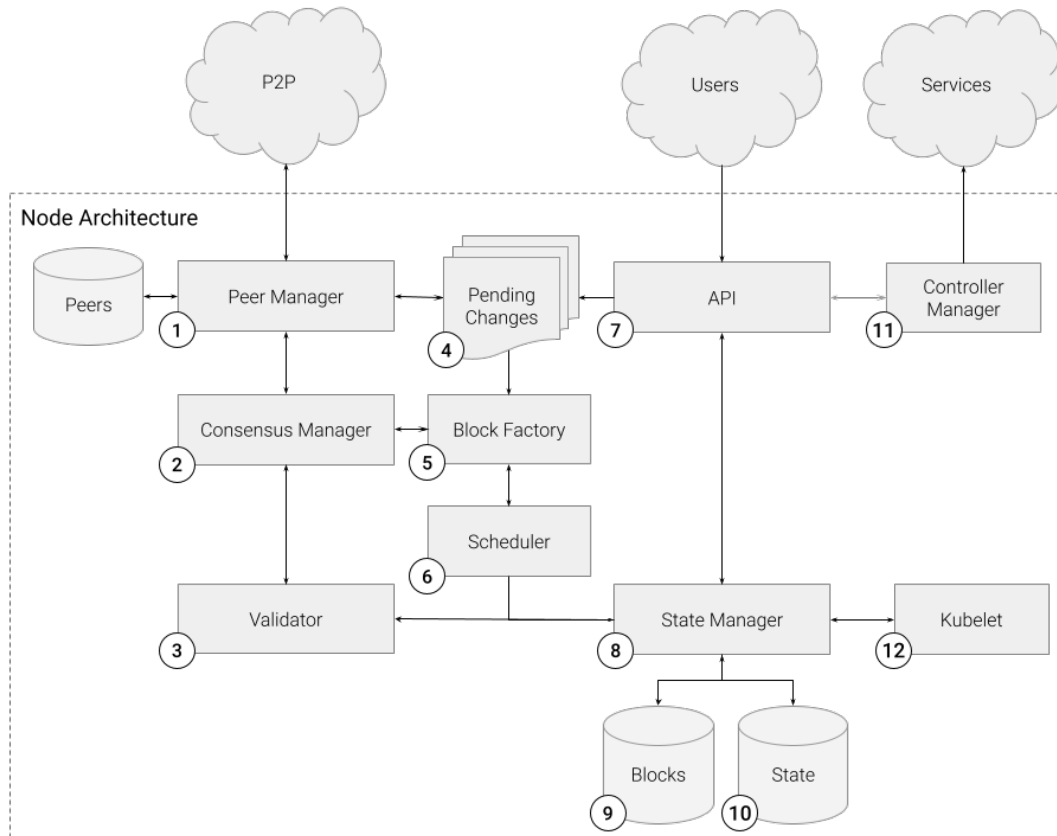 P2P
Users
Services
Node Architecture
Peers
Peer Manager
1
Pending
Changes
4
API
7
Controller
Manager
11
Consensus Manager
2
Block Factory
5
Scheduler
6
Validator
3
State Manager
8
Kubelet
12
Blocks
9
State
10